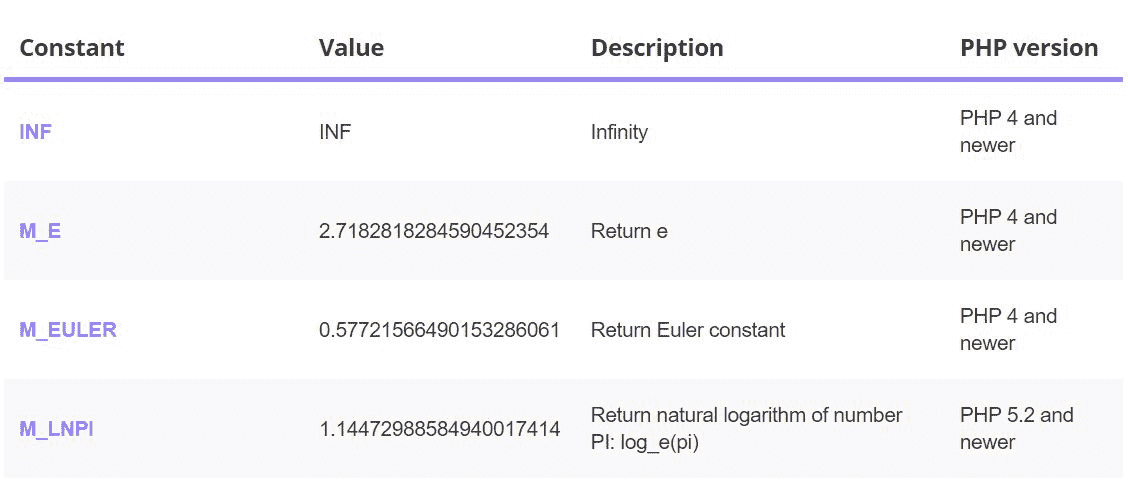 Constant Value Description PHP version
INF INF Infinity PHP 4 and
newer
M_E 2.7182818284590452354 Return e PHP 4 and
newer
M_EULER 0.57721566490153286061 Return Euler constant PHP 4 and
newer
M_LNPI 1.14472988584940017414 Return natural logarithm of number PHP 5.2 and
PI: log_e(pi) newer